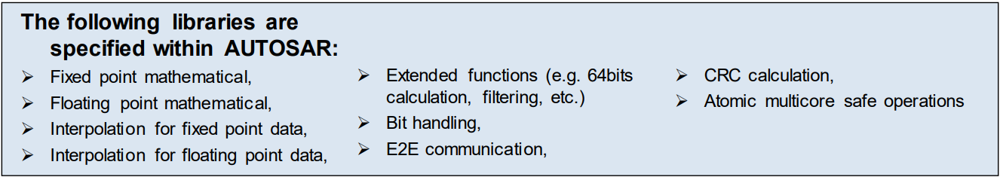 The following libraries are
specified within AUTOSAR:
➢ Fixed point mathematical,
➢ Floating point mathematical,
➢ Interpolation for fixed point data,
➢ Interpolation for floating point data,
➢ Extended functions (e.g. 64bits
calculation, filtering, etc.)
➢ Bit handling,
➢ E2E communication,
➢ CRC calculation,
➢ Atomic multicore safe operations